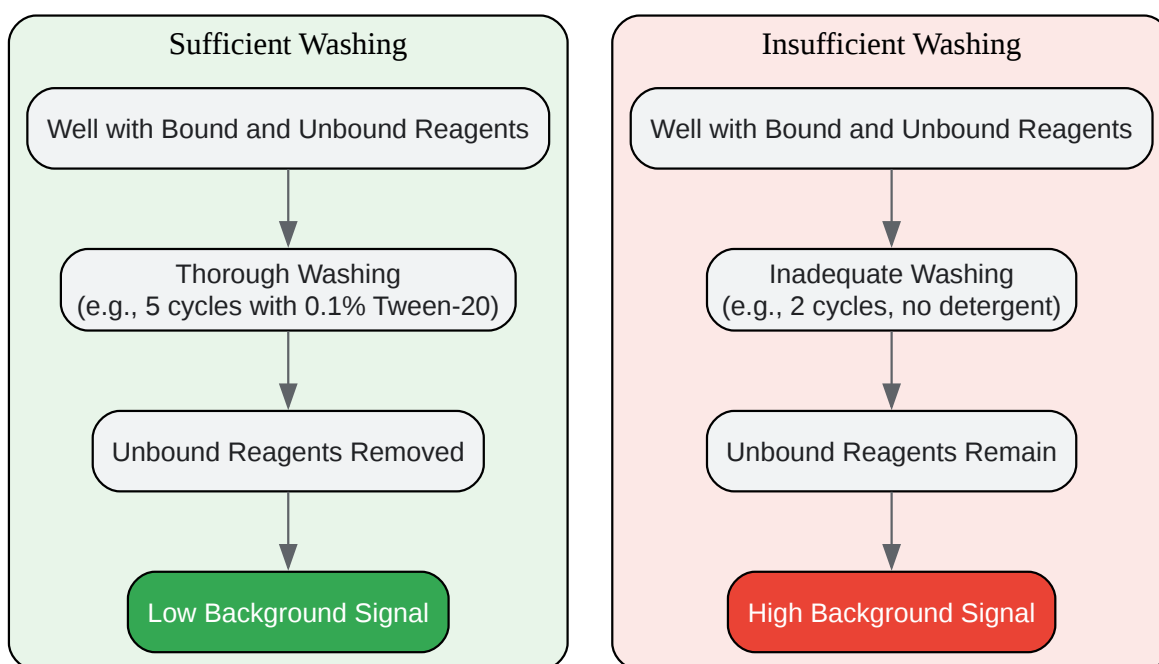 Sufficient Washing
Well with Bound and Unbound Reagents
Thorough Washing
(e.g., 5 cycles with 0.1% Tween-20)
Unbound Reagents Removed
Low Background Signal
Insufficient Washing
Well with Bound and Unbound Reagents
Inadequate Washing
(e.g., 2 cycles, no detergent)
Unbound Reagents Remain
High Background Signal